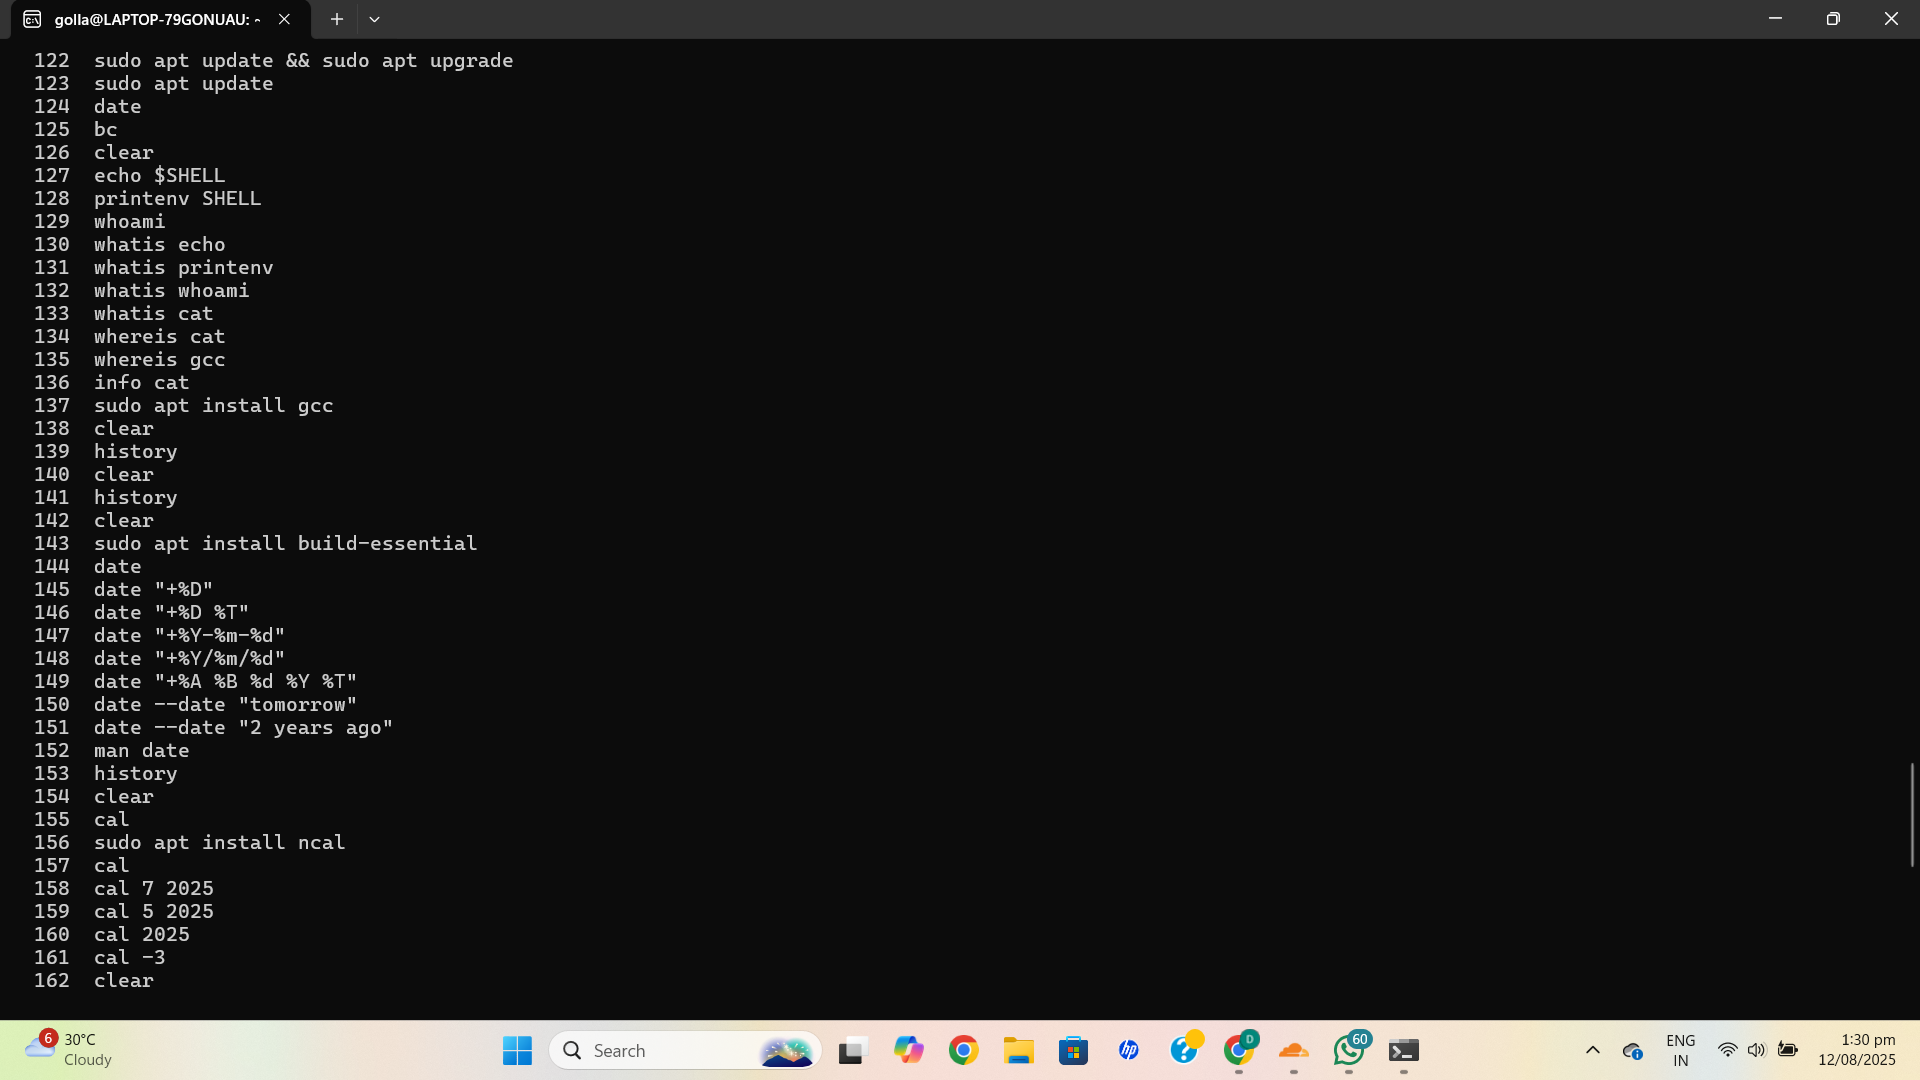 golla@LAPTOP-79GONUAU: ~
122 sudo apt update && sudo apt upgrade
123 sudo apt update
124 date
125 bc
126 clear
127 echo $SHELL
128 printenv SHELL
129 whoami
130 whatis echo
131 whatis printenv
132 whatis whoami
133 whatis cat
134 whereis cat
135 whereis gcc
136 info cat
137 sudo apt install gcc
138 clear
139 history
140 clear
141 history
142 clear
143 sudo apt install build-essential
144 date
145 date "+%D"
146 date "+%D %T"
147 date "+%Y-%m-%d"
148 date "+%Y/%m/%d"
149 date "+%A %B %d %Y %T"
150 date --date "tomorrow"
151 date --date "2 years ago"
152 man date
153 history
154 clear
155 cal
156 sudo apt install ncal
157 cal
158 cal 7 2025
159 cal 5 2025
160 cal 2025
161 cal -3
162 clear
6 30°C
Cloudy
Search
hp
D
60
ENG
IN
1:30 pm
12/08/2025